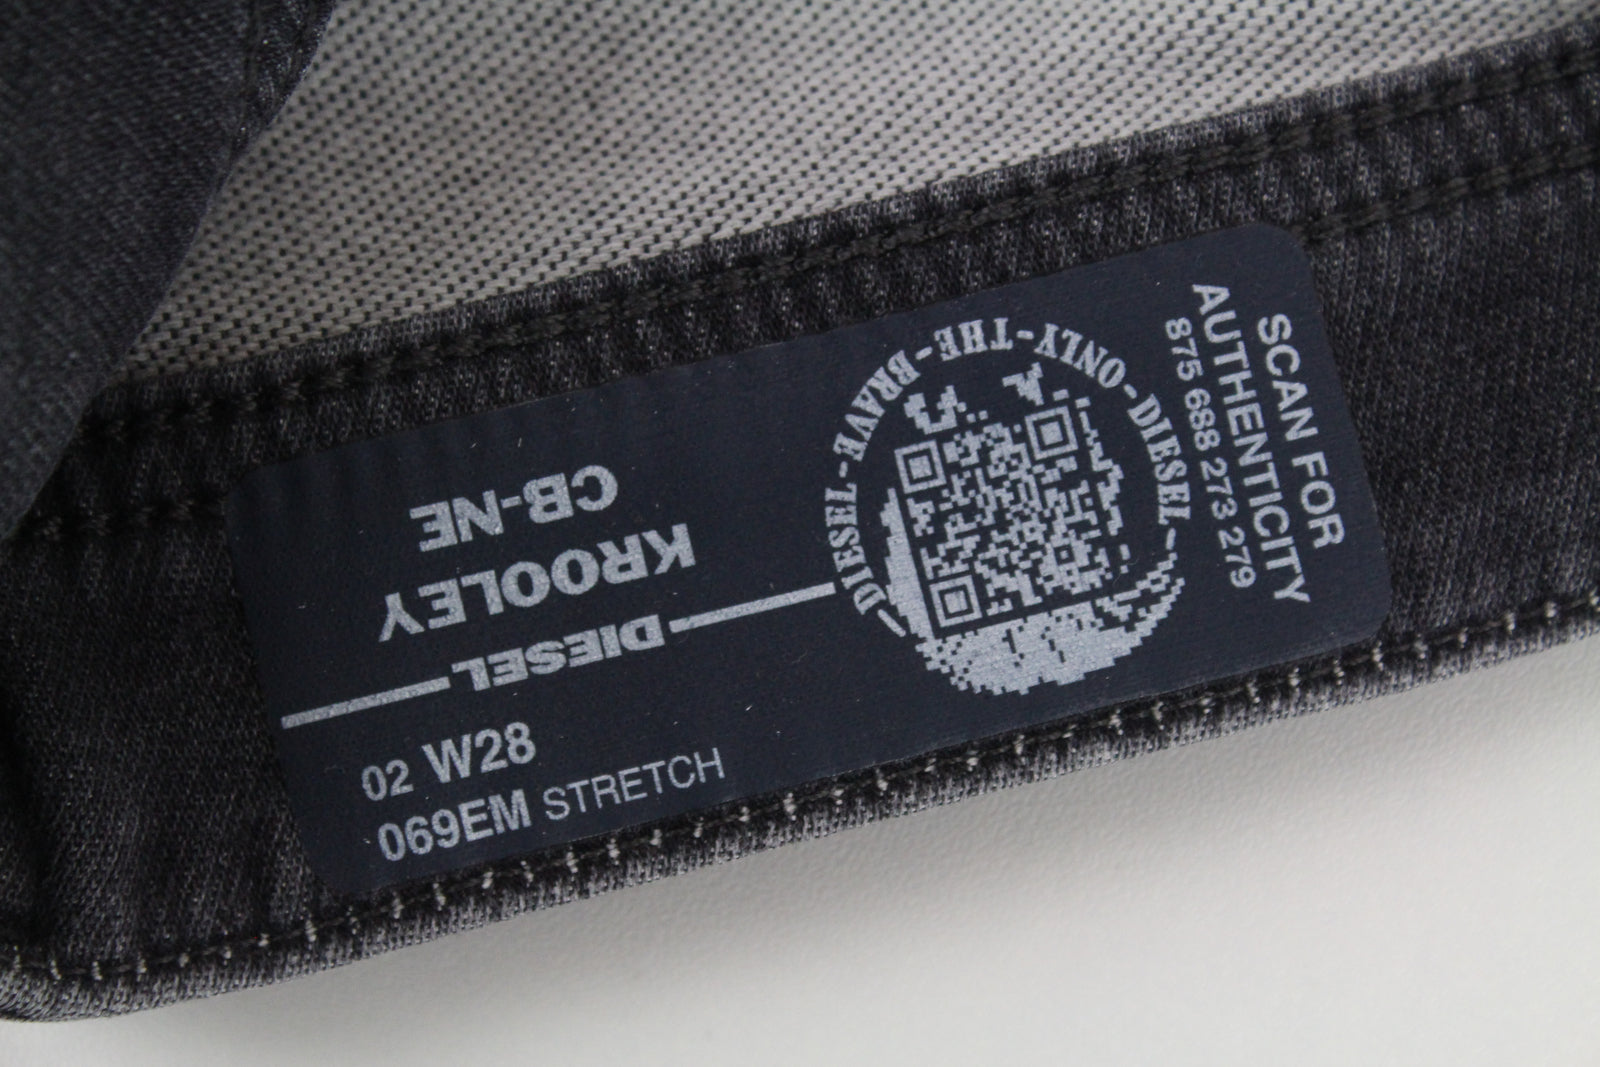 KROOLEY
CB-NE
DIESEL
02 W28
069EM STRETCH
DIESEL-BRAVE-THE-ONLY-DIESEL-
SCAN FOR
AUTHENTICITY
875 688 273 279